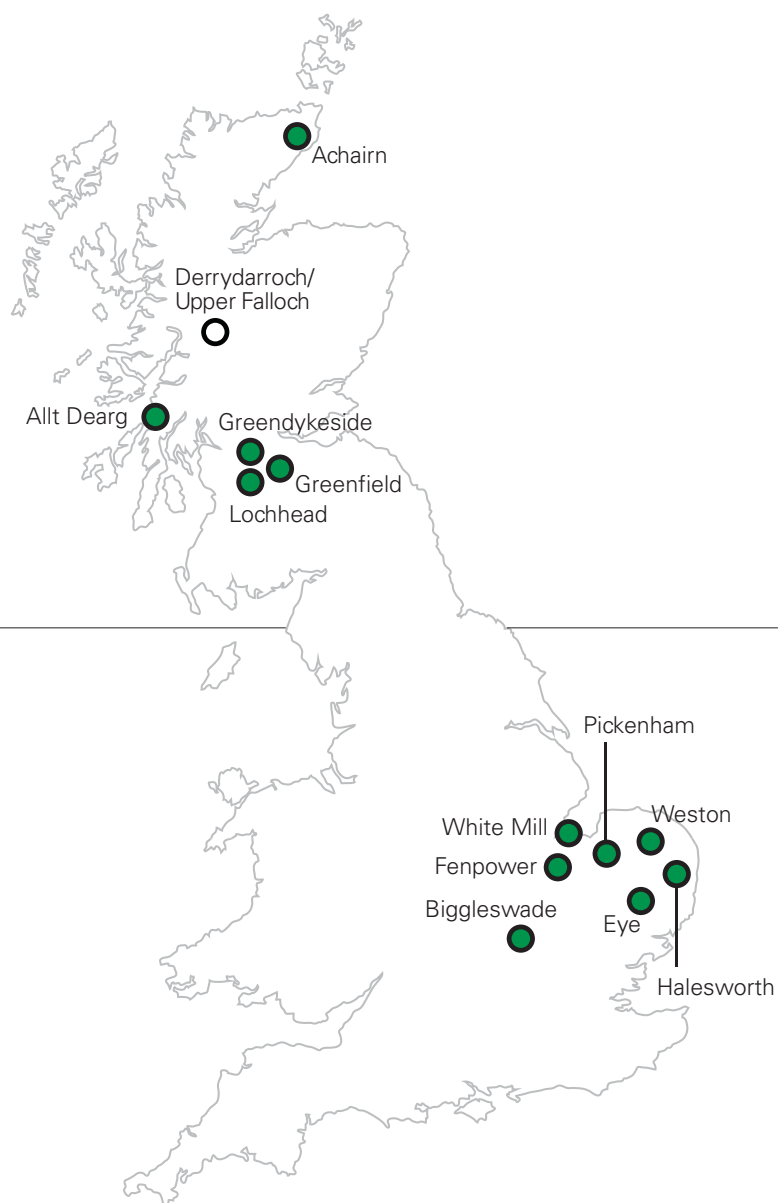 Achairn
Derrydarroch/
Upper Falloch
Allt Dearg
Greendykeside
Greenfield
Lochhead
Pickenham
White Mill
Weston
Fenpower
Biggleswade
Eye
Halesworth